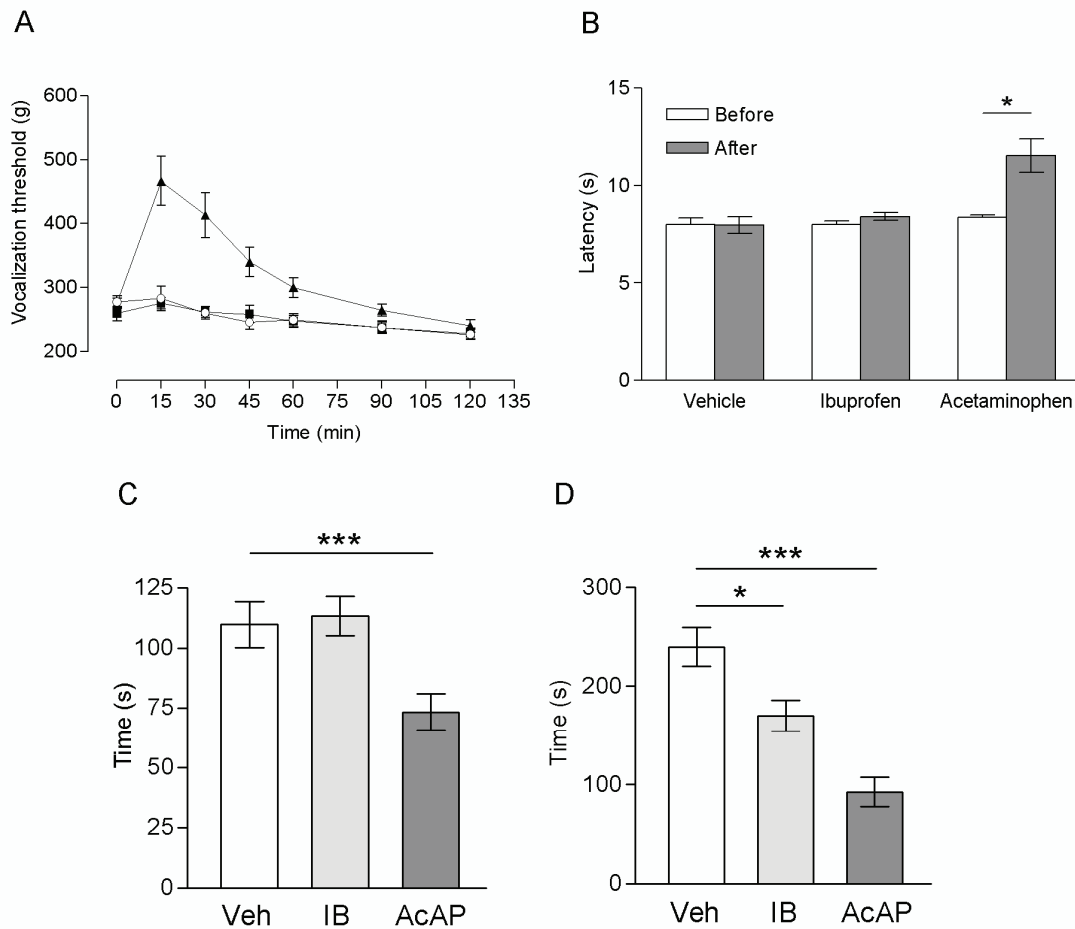 A
Vocalization threshold (g)
600
500
400
300
200
0 15 30 45 60 75 90 105 120 135
Time (min)
B
Latency (s)
15
10
5
0
Before
After
*
Vehicle Ibuprofen Acetaminophen
C
Time (s)
125
100
75
50
25
0
***
Veh IB AcAP
D
Time (s)
300
200
100
0
***
*
Veh IB AcAP